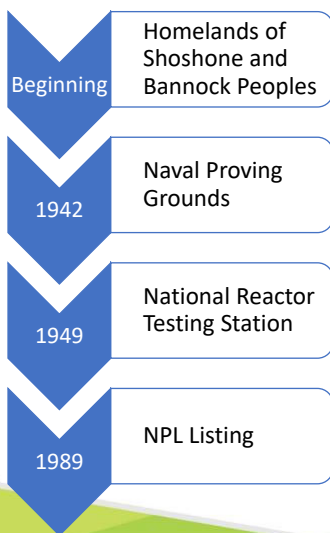 Beginning
Homelands of
Shoshone and
Bannock Peoples
1942
Naval Proving
Grounds
1949
National Reactor
Testing Station
1989
NPL Listing